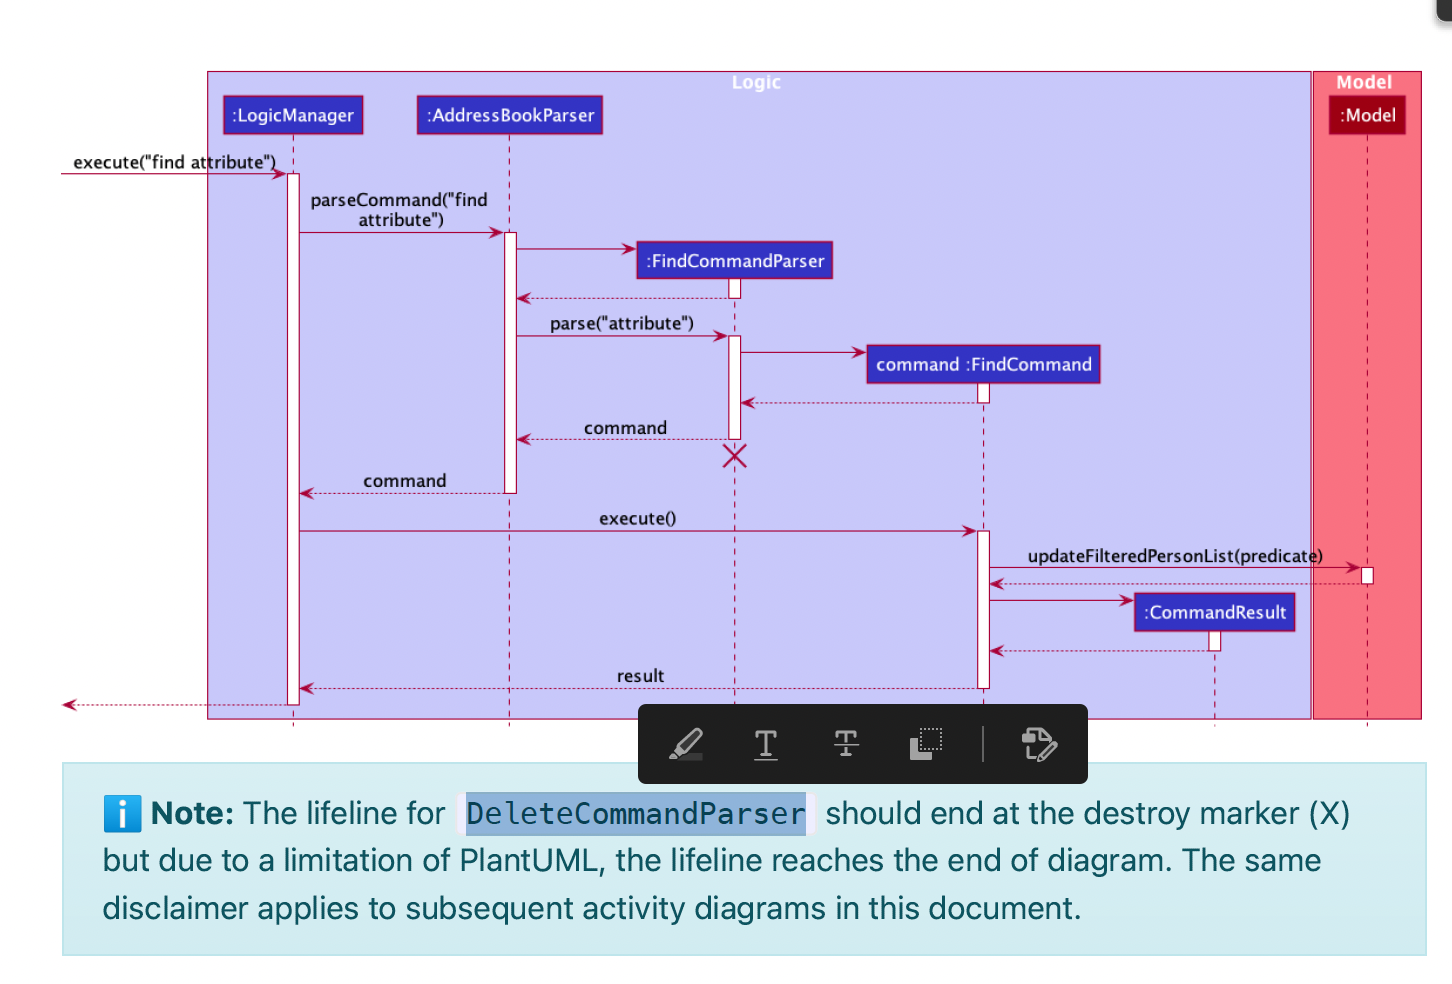 Logic
Model
:LogicManager
:AddressBookParser
:Model
execute("find attribute")
parseCommand("find
attribute")
:FindCommandParser
parse("attribute")
command :FindCommand
command
command
execute()
updateFilteredPersonList(predicate)
:CommandResult
result
Note: The lifeline for DeleteCommandParser should end at the destroy marker (X)
but due to a limitation of PlantUML, the lifeline reaches the end of diagram. The same
disclaimer applies to subsequent activity diagrams in this document.